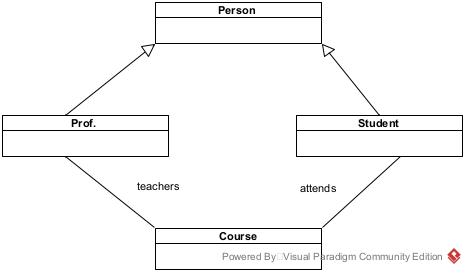 Person
Prof.
Student
teachers
attends
Course
Powered By Visual Paradigm Community Edition